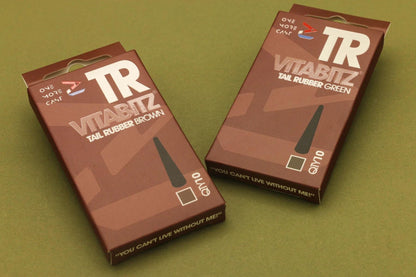 ONE
MORE
CAST
TR
VITABITZ
TAIL RUBBER BROWN
QTY10
"YOU CAN'T LIVE WITHOUT ME!"
ONE
MORE
CAST
TR
VITABITZ
TAIL RUBBER GREEN
QTY10
"YOU CAN'T LIVE WITHOUT ME!"